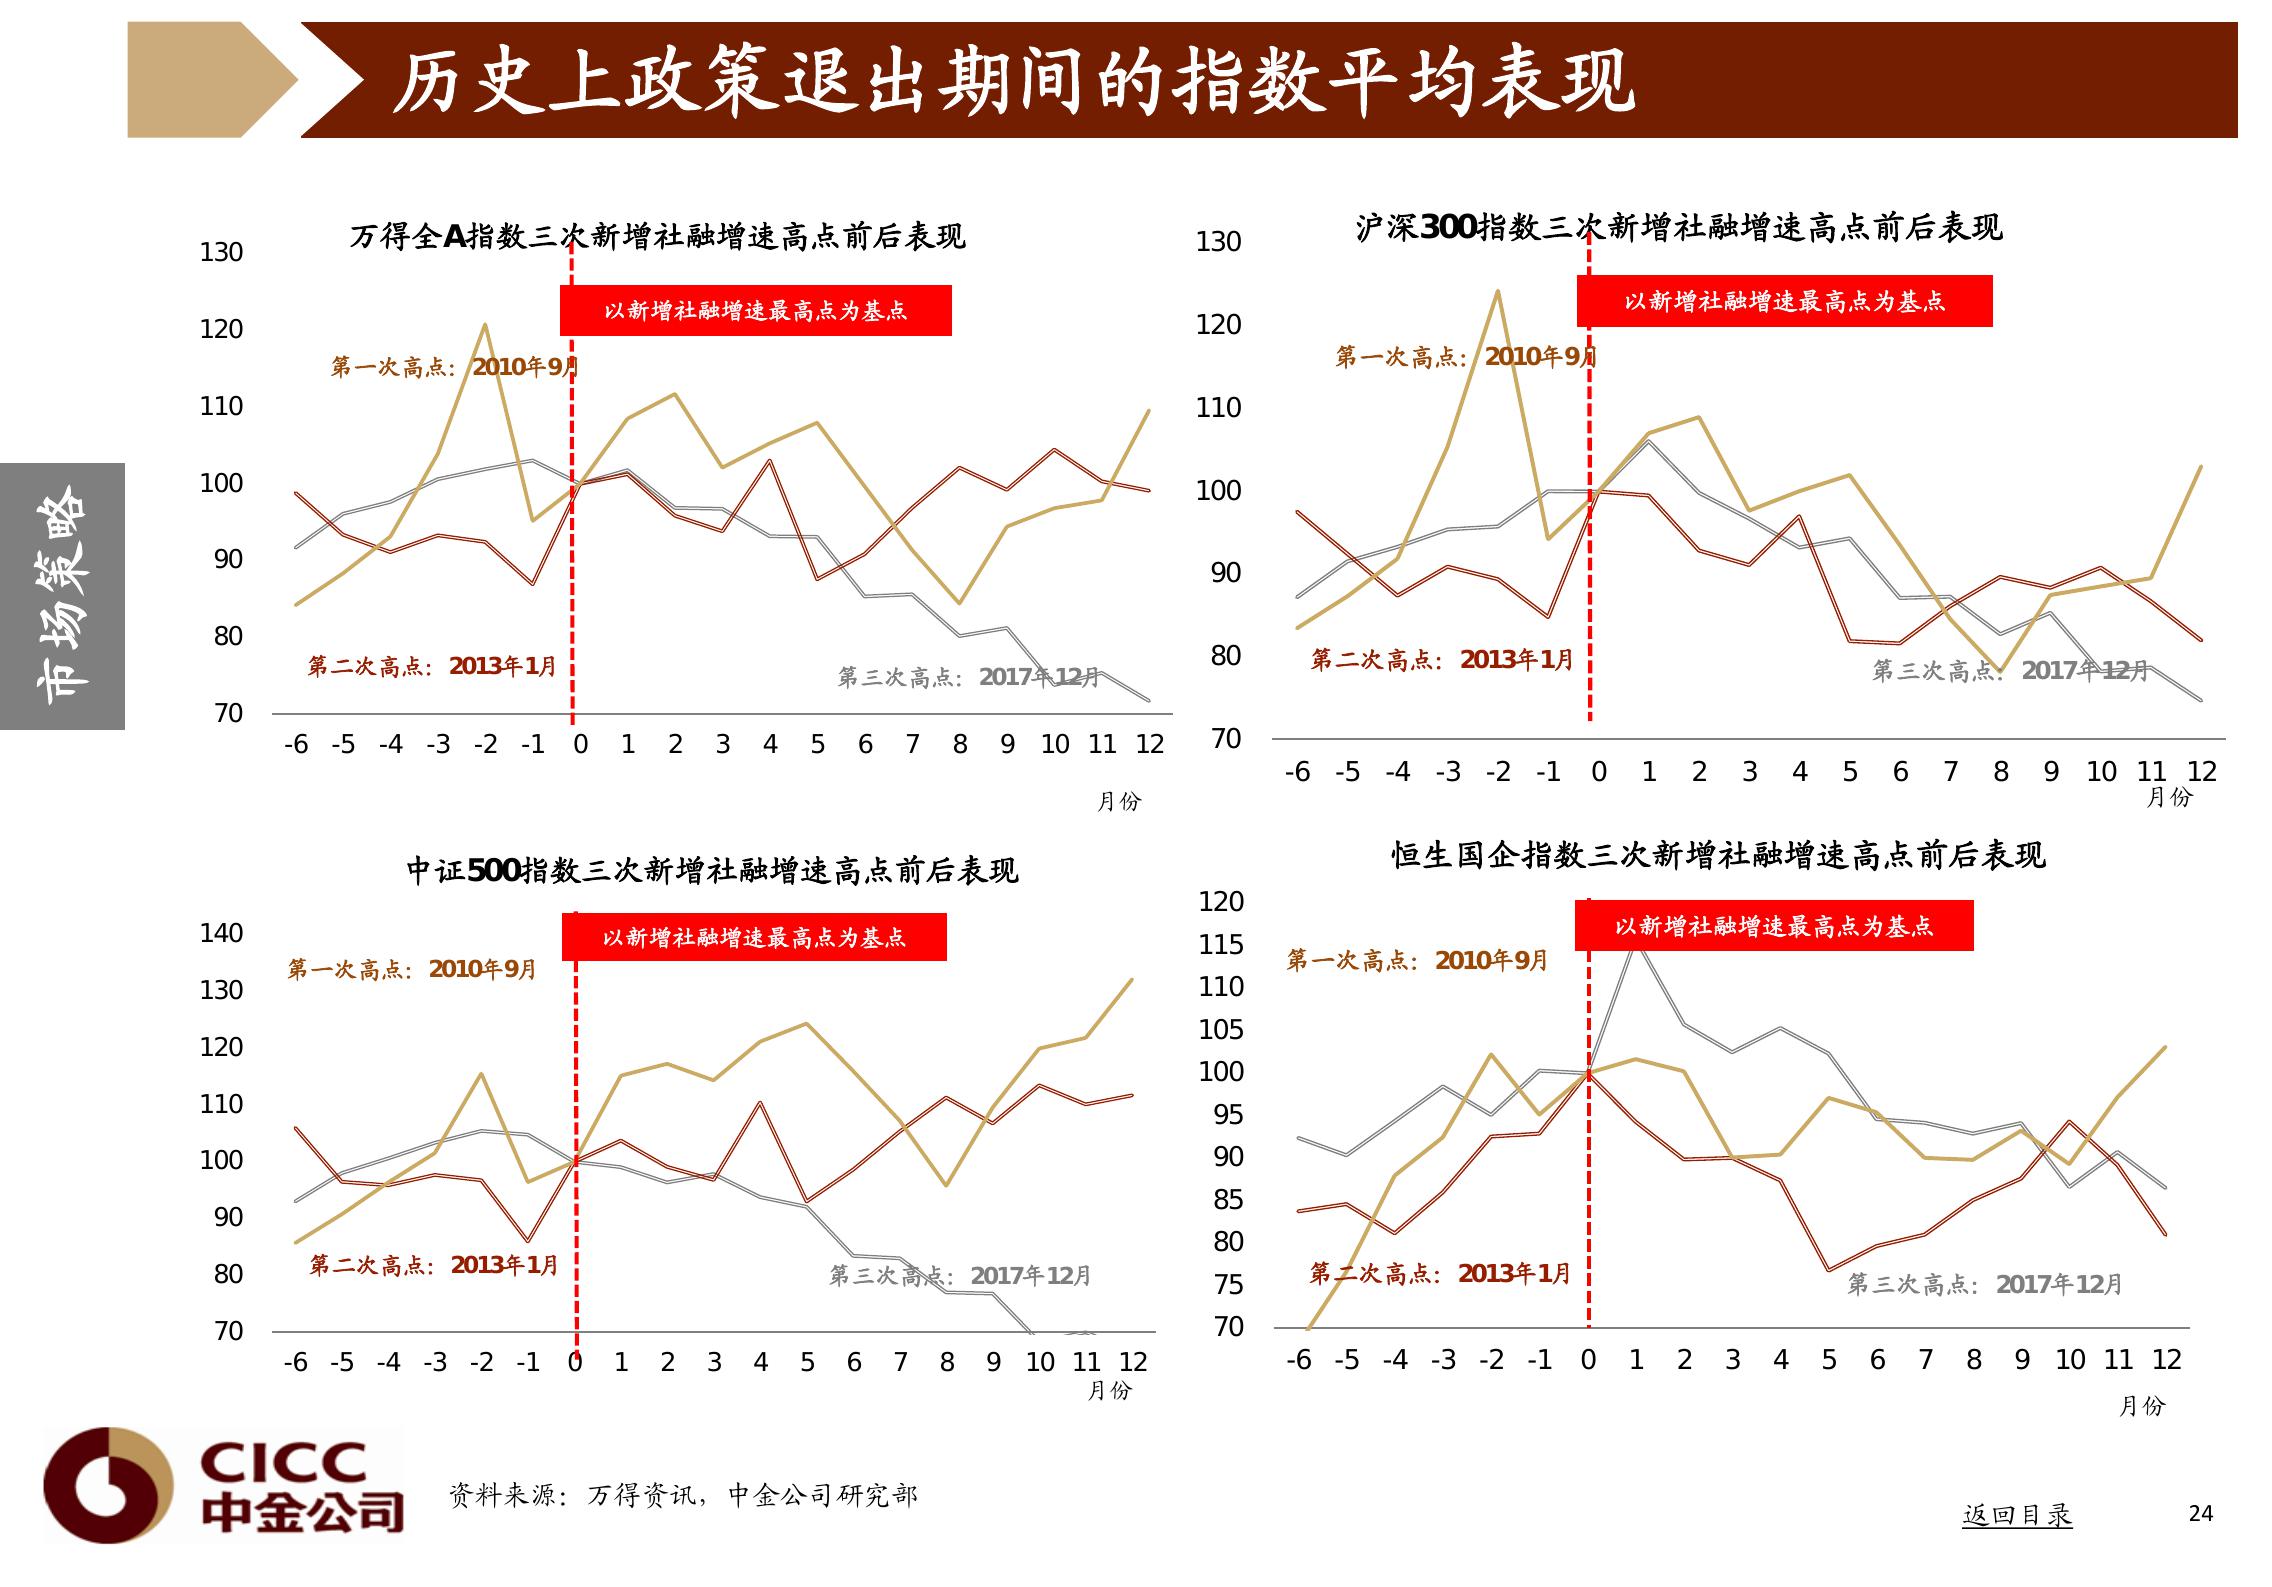 历史上政策退出期间的指数平均表现
市场策略
万得全A指数三次新增社融增速高点前后表现
以新增社融增速最高点为基点
第一次高点：2010年9月
第二次高点：2013年1月
第三次高点：2017年12月
130
120
110
100
90
80
70
-6 -5 -4 -3 -2 -1 0 1 2 3 4 5 6 7 8 9 10 11 12
月份
沪深300指数三次新增社融增速高点前后表现
以新增社融增速最高点为基点
第一次高点：2010年9月
第二次高点：2013年1月
第三次高点：2017年12月
130
120
110
100
90
80
70
-6 -5 -4 -3 -2 -1 0 1 2 3 4 5 6 7 8 9 10 11 12
月份
中证500指数三次新增社融增速高点前后表现
以新增社融增速最高点为基点
第一次高点：2010年9月
第二次高点：2013年1月
第三次高点：2017年12月
140
130
120
110
100
90
80
70
-6 -5 -4 -3 -2 -1 0 1 2 3 4 5 6 7 8 9 10 11 12
月份
恒生国企指数三次新增社融增速高点前后表现
以新增社融增速最高点为基点
第一次高点：2010年9月
第二次高点：2013年1月
第三次高点：2017年12月
120
115
110
105
100
95
90
85
80
75
70
-6 -5 -4 -3 -2 -1 0 1 2 3 4 5 6 7 8 9 10 11 12
月份
CICC
中金公司
资料来源：万得资讯，中金公司研究部
返回目录
24